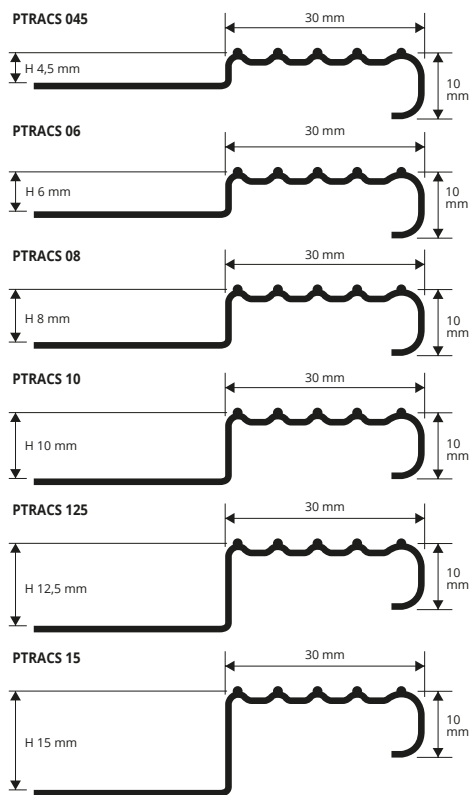 PTRACS 045
30 mm
H 4,5 mm
10
mm
PTRACS 06
30 mm
H 6 mm
10
mm
PTRACS 08
30 mm
H 8 mm
10
mm
PTRACS 10
30 mm
H 10 mm
10
mm
PTRACS 125
30 mm
H 12,5 mm
10
mm
PTRACS 15
30 mm
H 15 mm
10
mm